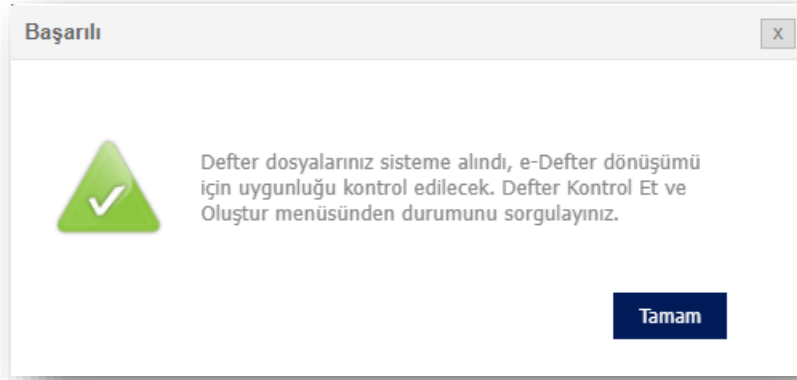 Başarılı
x
Defter dosyalarınız sisteme alındı, e-Defter dönüşümü
için uygunluğu kontrol edilecek. Defter Kontrol Et ve
Oluştur menüsünden durumunu sorgulayınız.
Tamam